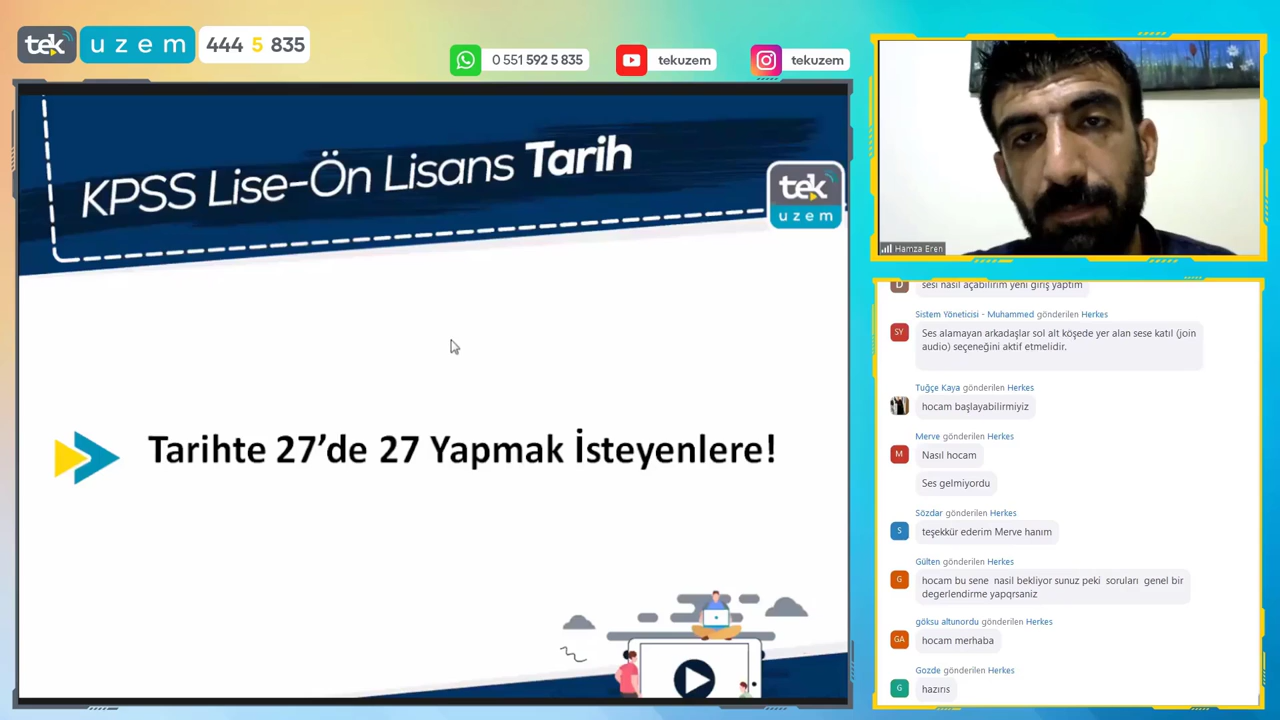 tek uzem 444 5 835
0 551 592 5 835
tekuzem
tekuzem
KPSS Lise-Ön Lisans Tarih
tek
uzem
Tarihte 27’de 27 Yapmak İsteyenlere!
Hamza Eren
D
sesi nasıl açabilirim yeni giriş yaptim
Sistem Yöneticisi - Muhammed gönderilen Herkes
SY
Ses alamayan arkadaşlar sol alt köşede yer alan sese katıl (join
audio) seçeneğini aktif etmelidir.
Tuğçe Kaya gönderilen Herkes
hocam başlayabilirmiyiz
Merve gönderilen Herkes
M
Nasıl hocam
Ses gelmiyordu
Sözdar gönderilen Herkes
S
teşekkür ederim Merve hanım
Gülten gönderilen Herkes
G
hocam bu sene nasil bekliyor sunuz peki soruları genel bir
degerlendirme yapqrsaniz
göksu altunordu gönderilen Herkes
GA
hocam merhaba
Gozde gönderilen Herkes
G
hazırıs